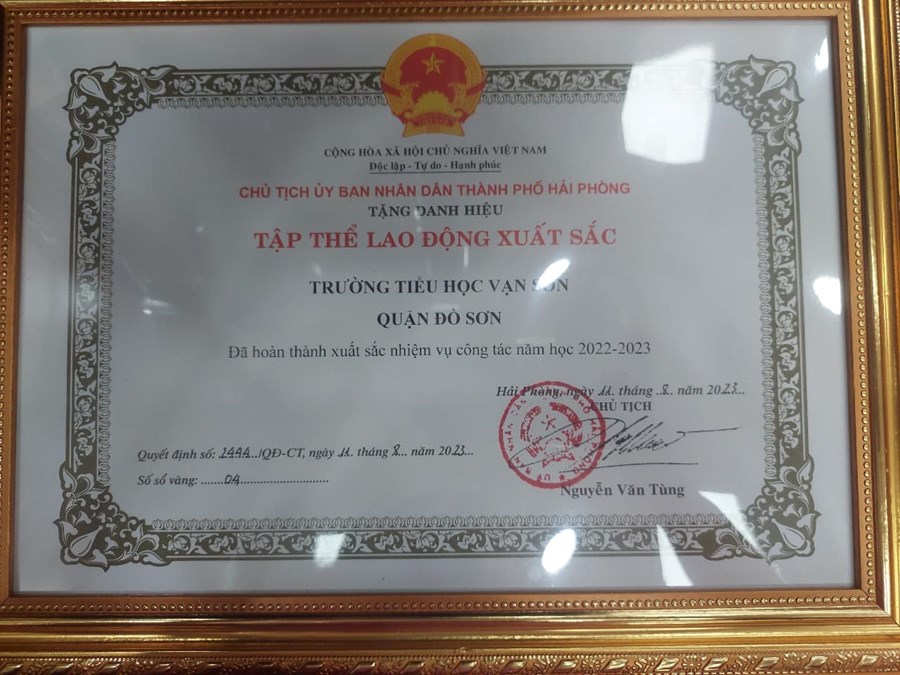 CỘNG HÒA XÃ HỘI CHỦ NGHĨA VIỆT NAM
Độc lập - Tự do - Hạnh phúc
CHỦ TỊCH ỦY BAN NHÂN DÂN THÀNH PHỐ HẢI PHÒNG
TẶNG DANH HIỆU
TẬP THỂ LAO ĐỘNG XUẤT SẮC
TRƯỜNG TIỂU HỌC VẠN SƠN
QUẬN ĐỒ SƠN
Đã hoàn thành xuất sắc nhiệm vụ công tác năm học 2022-2023
Hải Phòng, ngày 11 tháng 8 năm 2023
CHỦ TỊCH
Quyết định số: /QĐ-CT, ngày 11 tháng 8 năm 2023
Số sổ vàng:
Nguyễn Văn Tùng